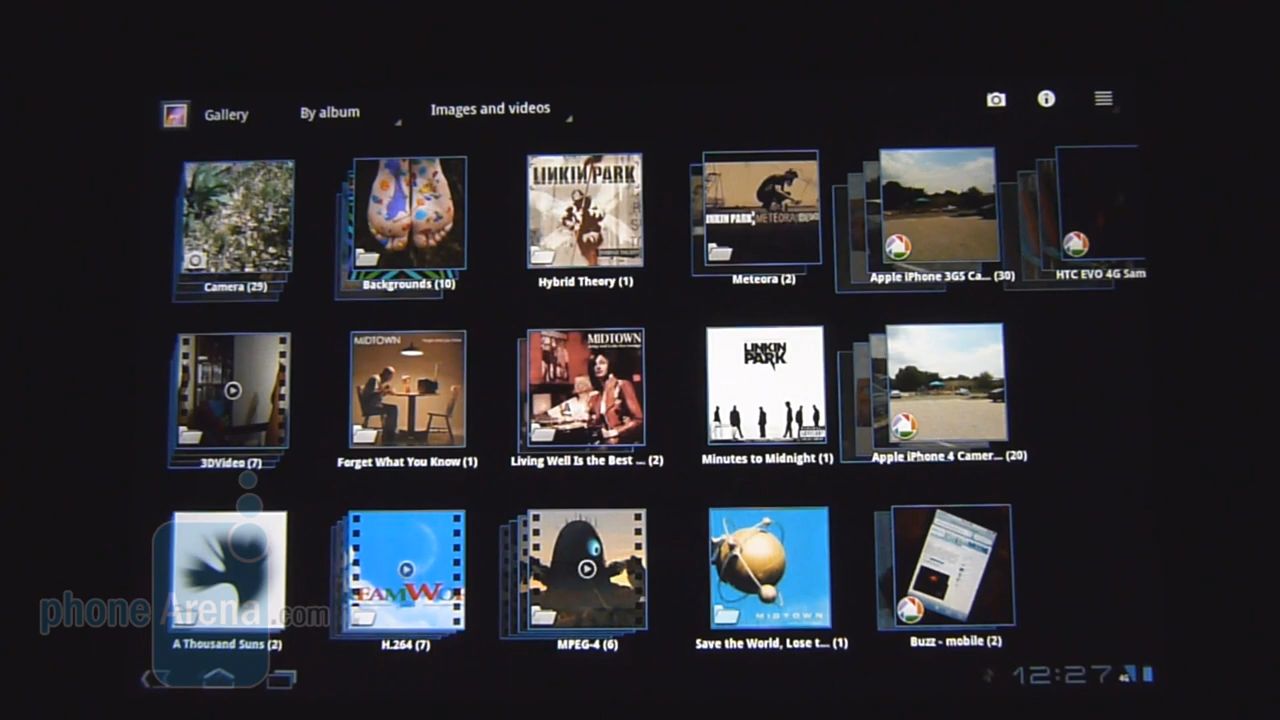 Gallery
By album
Images and videos
LINKIN PARK
LINKIN PARK METEORA
Camera (29)
Backgrounds (10)
Hybrid Theory (1)
Meteora (2)
Apple iPhone 3GS Ca... (30)
HTC EVO 4G Sam
MIDTOWN
MIDTOWN
LINKIN PARK
3DVideo (7)
Forget What You Know (1)
Living Well Is the Best ... (2)
Minutes to Midnight (1)
Apple iPhone 4 Camer... (20)
EAMWO
MIDTOWN
phoneArena.com
A Thousand Suns (2)
H.264 (7)
MPEG-4 (6)
Save the World, Lose t... (1)
Buzz - mobile (2)
12:27
4G